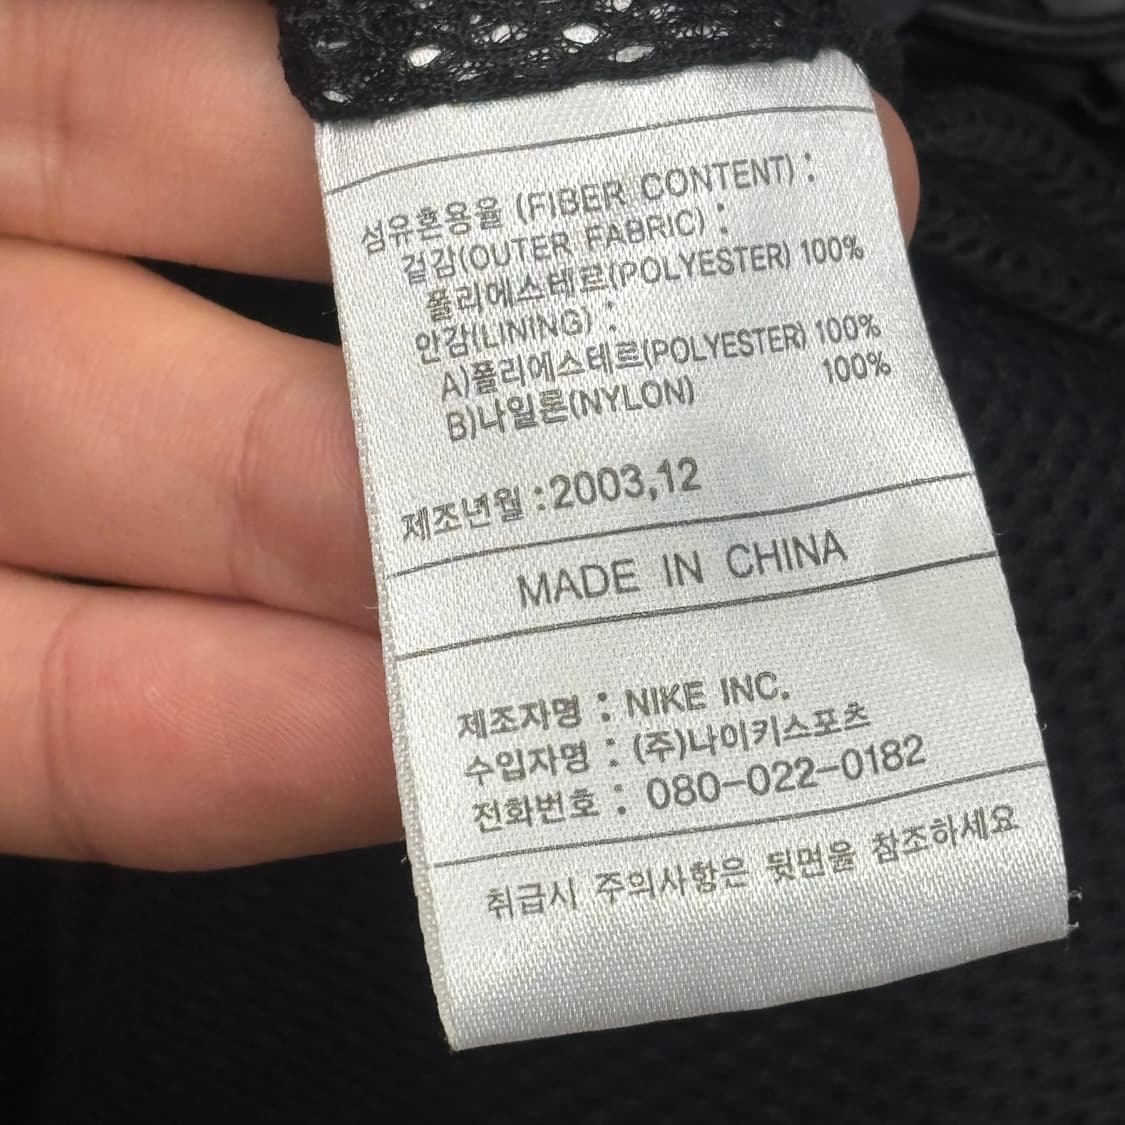 섬유혼용율 (FIBER CONTENT) :
겉감(OUTER FABRIC) :
폴리에스테르(POLYESTER) 100%
안감(LINING) :
A)폴리에스테르(POLYESTER) 100%
B)나일론(NYLON) 100%
제조년월 :2003,12
MADE IN CHINA
제조자명 : NIKE INC.
수입자명 : (주)나이키스포츠
전화번호 : 080-022-0182
취급시 주의사항은 뒷면을 참조하세요